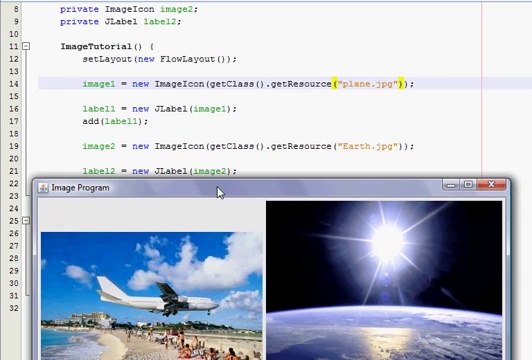 8 private ImageIcon image2;
9 private JLabel label2;
10
11 ImageTutorial() {
12 setLayout(new FlowLayout());
13
14 image1 = new ImageIcon(getClass().getResource("plane.jpg"));
15
16 label1 = new JLabel(image1);
17 add(label1);
18
19 image2 = new ImageIcon(getClass().getResource("Earth.jpg"));
20
21 label2 = new JLabel(image2);
22
23
24
25
26
27
28
29
30
31
32
Image Program